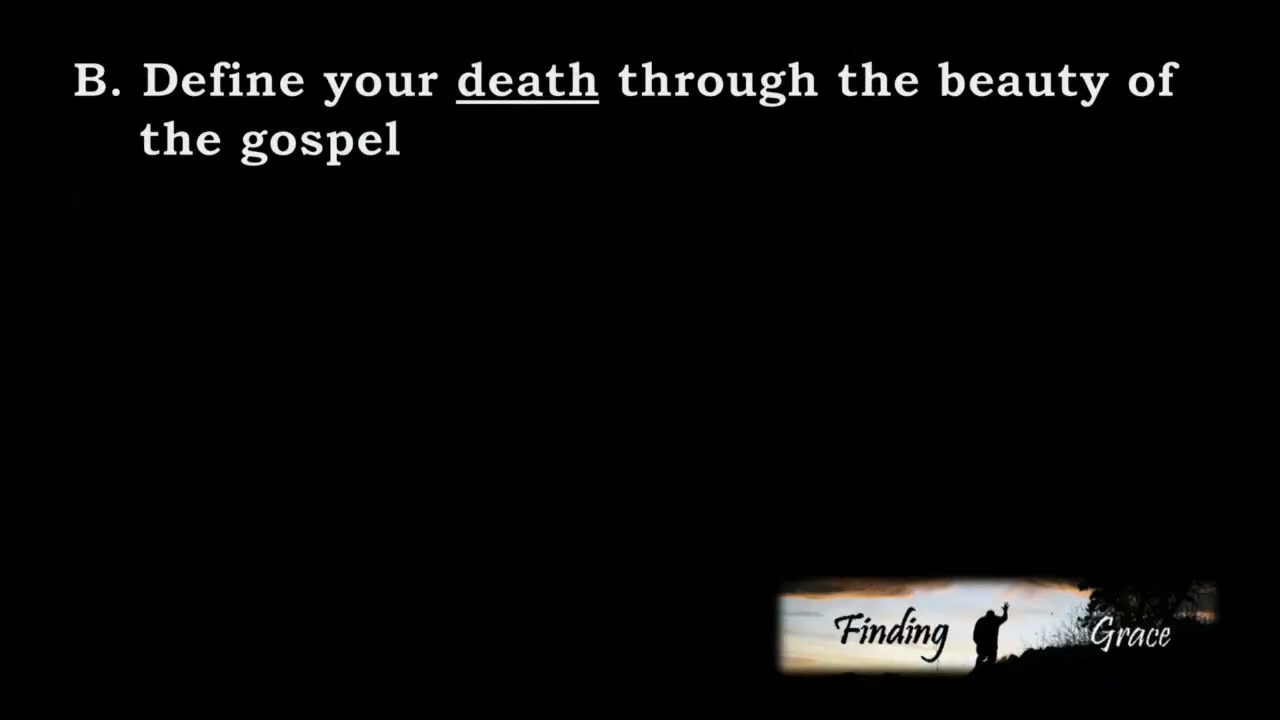 B. Define your death through the beauty of
the gospel
Finding Grace